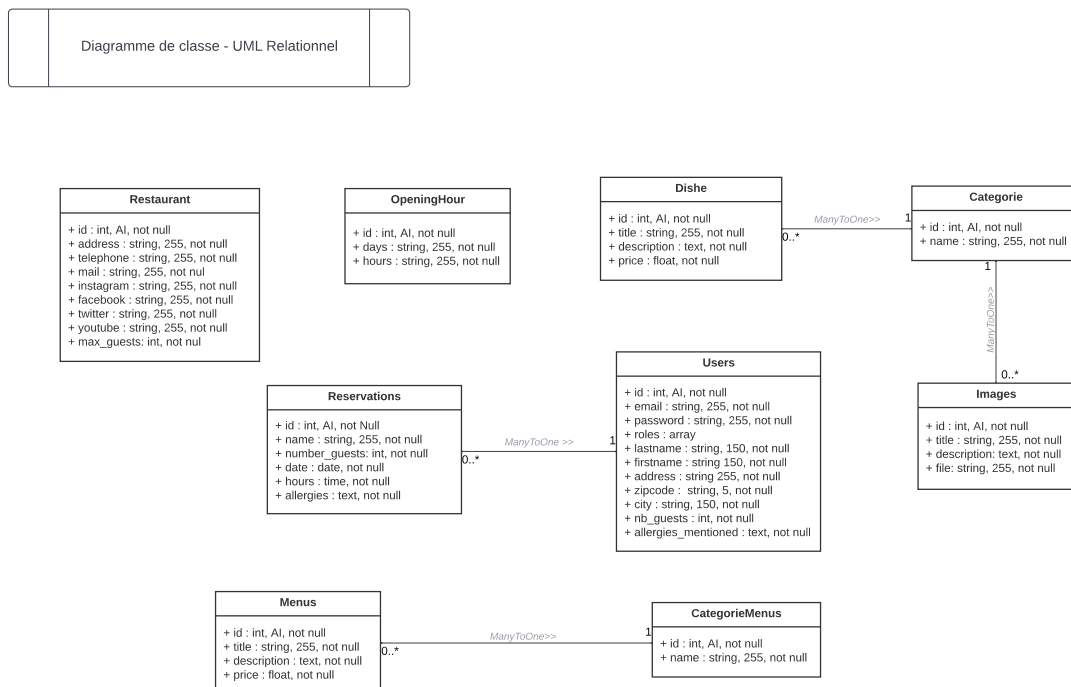 Diagramme de classe - UML Relationnel
Restaurant
+ id : int, AI, not null
+ address : string, 255, not null
+ telephone : string, 255, not null
+ mail : string, 255, not nul
+ instagram : string, 255, not null
+ facebook : string, 255, not null
+ twitter : string, 255, not null
+ youtube : string, 255, not null
+ max_guests: int, not nul
OpeningHour
+ id : int, AI, not null
+ days : string, 255, not null
+ hours : string, 255, not null
Dishe
+ id : int, AI, not null
+ title : string, 255, not null
+ description : text, not null
+ price : float, not null
ManyToOne>>
0..*
1
Categorie
+ id : int, AI, not null
+ name : string, 255, not null
1
ManyToOne>>
0..*
Images
+ id : int, AI, not null
+ title : string, 255, not null
+ description: text, not null
+ file: string, 255, not null
Reservations
+ id : int, AI, not Null
+ name : string, 255, not null
+ number_guests: int, not null
+ date : date, not null
+ hours : time, not null
+ allergies : text, not null
ManyToOne >>
0..*
1
Users
+ id : int, AI, not null
+ email : string, 255, not null
+ password : string, 255, not null
+ roles : array
+ lastname : string, 150, not null
+ firstname : string 150, not null
+ address : string 255, not null
+ zipcode :  string, 5, not null
+ city : string, 150, not null
+ nb_guests : int, not null
+ allergies_mentioned : text, not null
Menus
+ id : int, AI, not null
+ title : string, 255, not null
+ description : text, not null
+ price : float, not null
ManyToOne>>
0..*
1
CategorieMenus
+ id : int, AI, not null
+ name : string, 255, not null